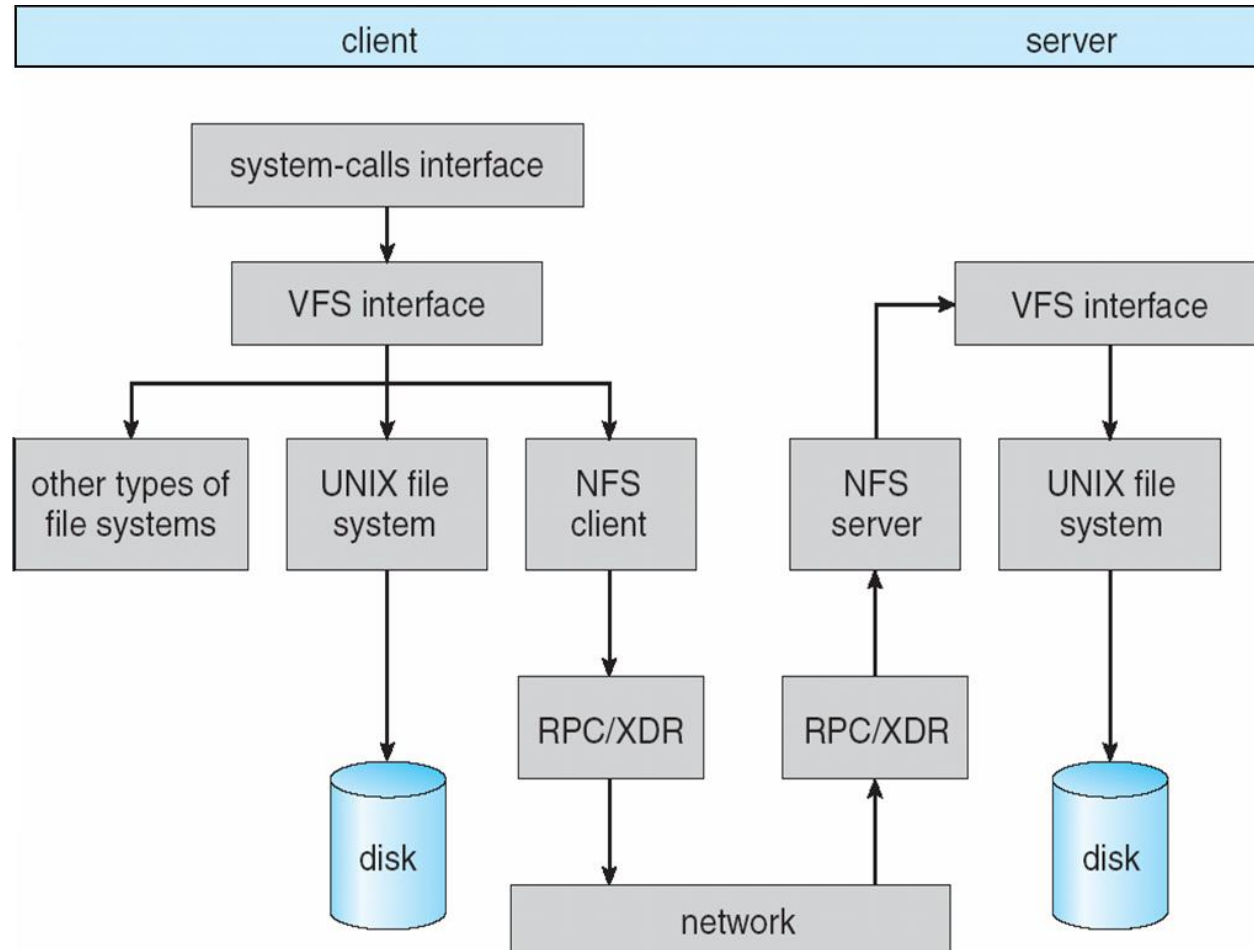 client
server
system-calls interface
VFS interface
VFS interface
other types of
file systems
UNIX file
system
NFS
client
NFS
server
UNIX file
system
RPC/XDR
RPC/XDR
disk
disk
network